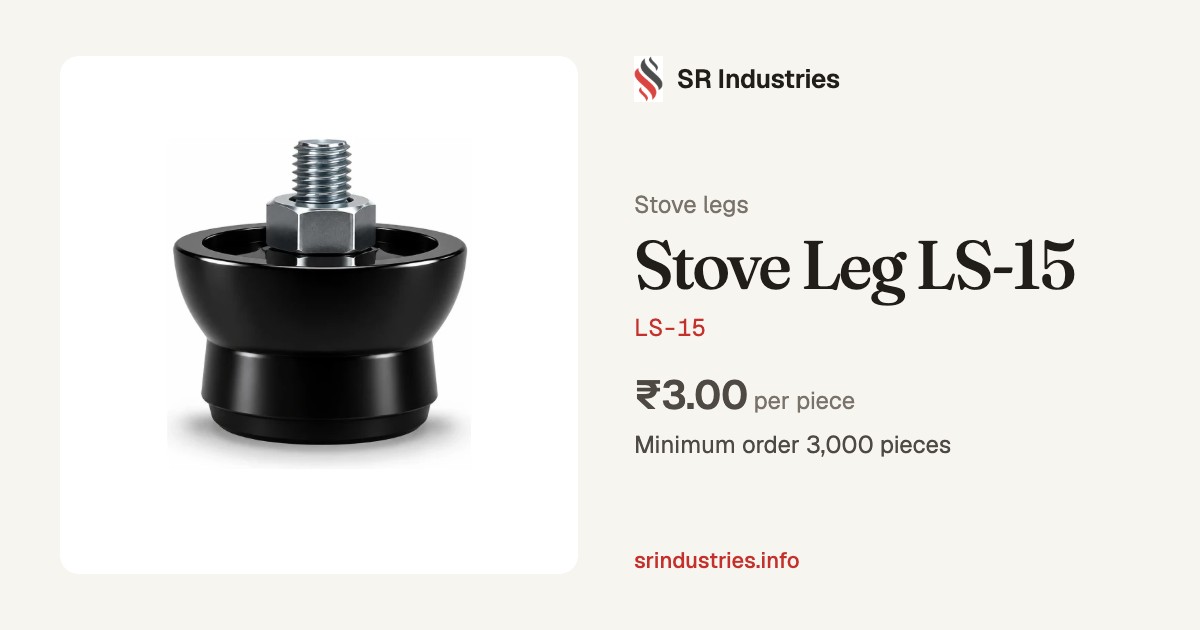 SR Industries
Stove legs
Stove Leg LS-15
LS-15
₹3.00 per piece
Minimum order 3,000 pieces
srindustries.info